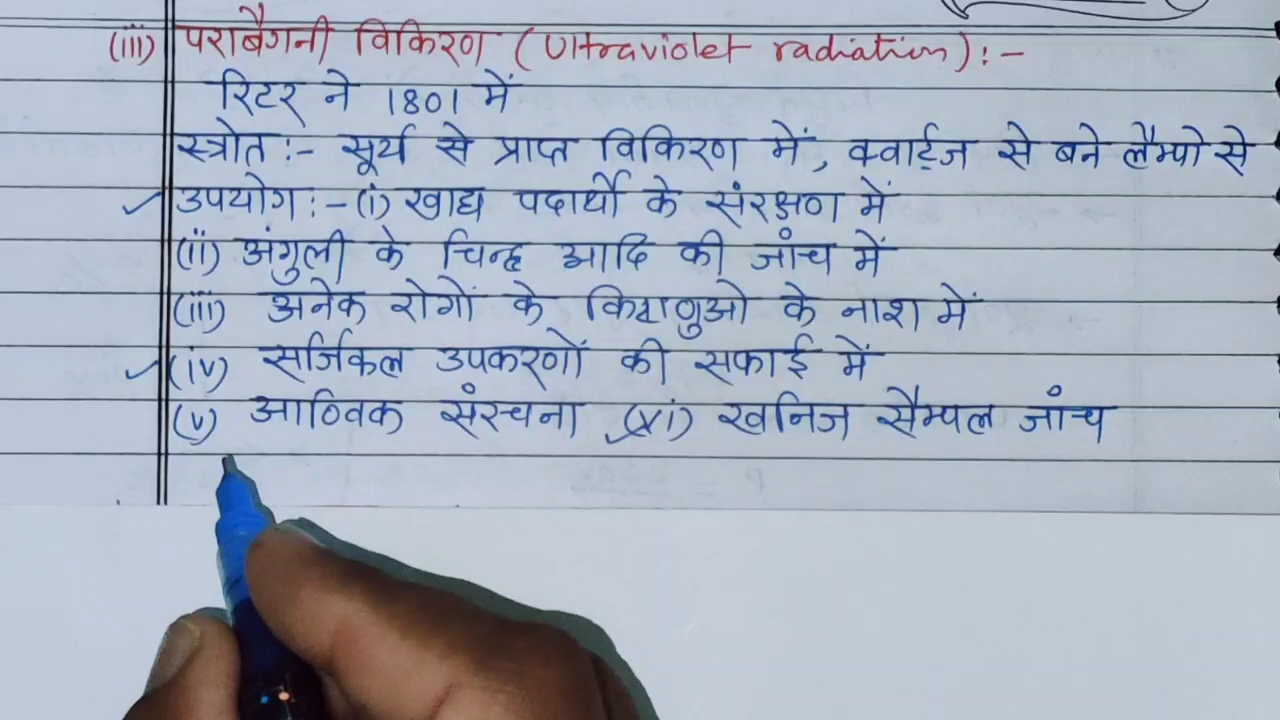 (iii) पराबैगनी विकिरण (Ultraviolet radiation) :-
रिटर ने 1801 में
स्त्रोत :- सूर्य से प्राप्त विकिरण में, क्वार्ट्ज से बने लैम्पो से
उपयोग :- (i) खाद्य पदार्थो के संरक्षण में
(ii) अंगुली के चिन्ह आदि की जांच में
(iii) अनेक रोगों के किटाणुओ के नाश में
(iv) सर्जिकल उपकरणों की सफाई में
(v) आण्विक संरचना (xi) खनिज सैम्पल जांच